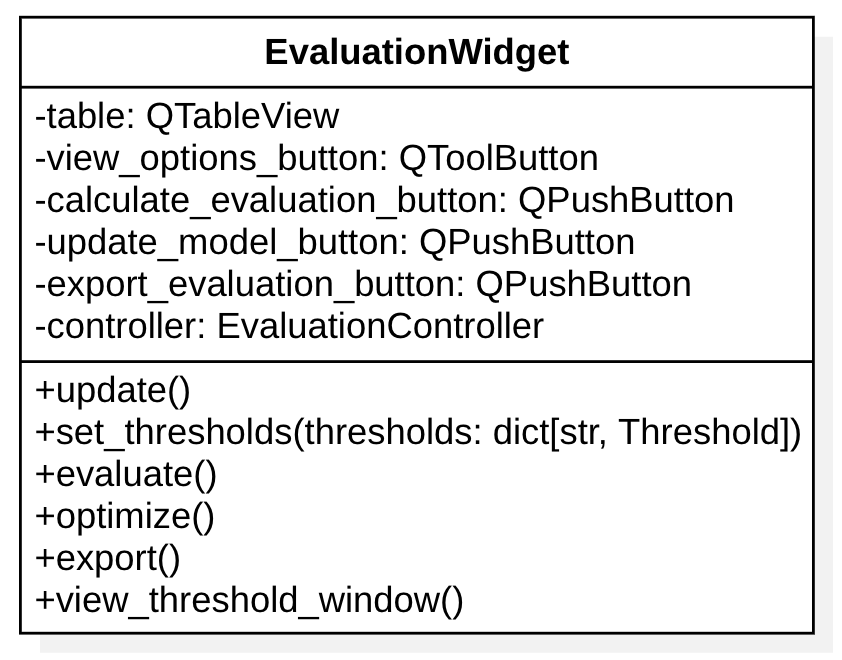 EvaluationWidget
-table: QTableView
-view_options_button: QToolButton
-calculate_evaluation_button: QPushButton
-update_model_button: QPushButton
-export_evaluation_button: QPushButton
-controller: EvaluationController
+update()
+set_thresholds(thresholds: dict[str, Threshold])
+evaluate()
+optimize()
+export()
+view_threshold_window()